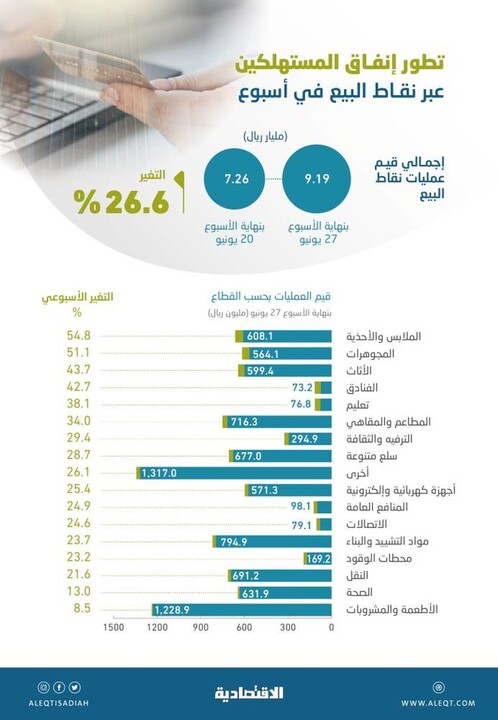 تطور إنفاق المستهلكين
عبر نقاط البيع في أسبوع
(مليار ريال)
إجمالي قيم
عمليات نقاط
البيع
9.19
بنهاية الأسبوع
27 يونيو
7.26
بنهاية الأسبوع
20 يونيو
التغير
% 26.6
قيم العمليات بحسب القطاع
بنهاية الأسبوع 27 يونيو (مليون ريال)
التغير الأسبوعي
%
الملابس والأحذية 608.1 54.8
المجوهرات 564.1 51.1
الأثاث 599.4 43.7
الفنادق 73.2 42.7
تعليم 76.8 38.1
المطاعم والمقاهي 716.3 34.0
الترفيه والثقافة 294.9 29.4
سلع متنوعة 677.0 28.7
أخرى 1,317.0 26.1
أجهزة كهربائية وإلكترونية 571.3 25.4
المنافع العامة 98.1 24.9
الاتصالات 79.1 24.6
مواد التشييد والبناء 794.9 23.7
محطات الوقود 169.2 23.2
النقل 691.2 21.6
الصحة 631.9 13.0
الأطعمة والمشروبات 1,228.9 8.5
1500 1200 900 600 300 0
ALEQTISADIAH
الاقتصادية
WWW.ALEQT.COM